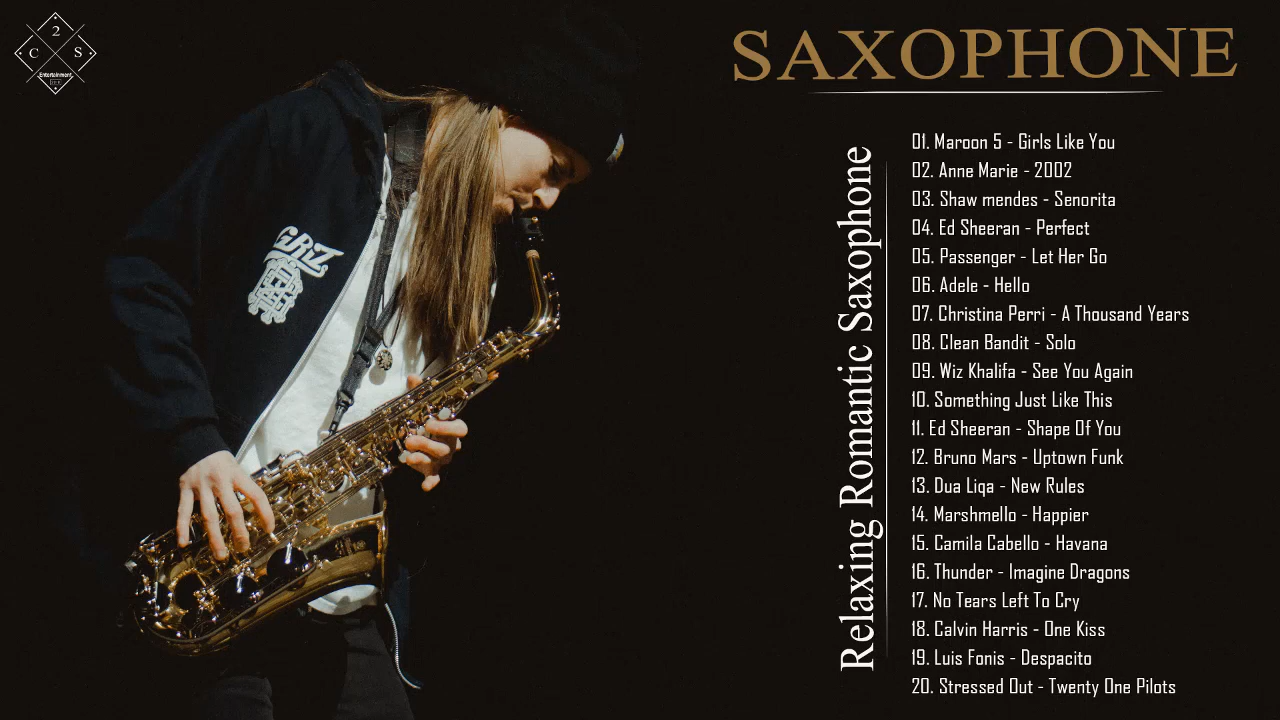 2
C S
Entertainment
SAXOPHONE
Relaxing Romantic Saxophone
01. Maroon 5 - Girls Like You
02. Anne Marie - 2002
03. Shaw mendes - Senorita
04. Ed Sheeran - Perfect
05. Passenger - Let Her Go
06. Adele - Hello
07. Christina Perri - A Thousand Years
08. Clean Bandit - Solo
09. Wiz Khalifa - See You Again
10. Something Just Like This
11. Ed Sheeran - Shape Of You
12. Bruno Mars - Uptown Funk
13. Dua Liqa - New Rules
14. Marshmello - Happier
15. Camila Cabello - Havana
16. Thunder - Imagine Dragons
17. No Tears Left To Cry
18. Calvin Harris - One Kiss
19. Luis Fonis - Despacito
20. Stressed Out - Twenty One Pilots
GRZ